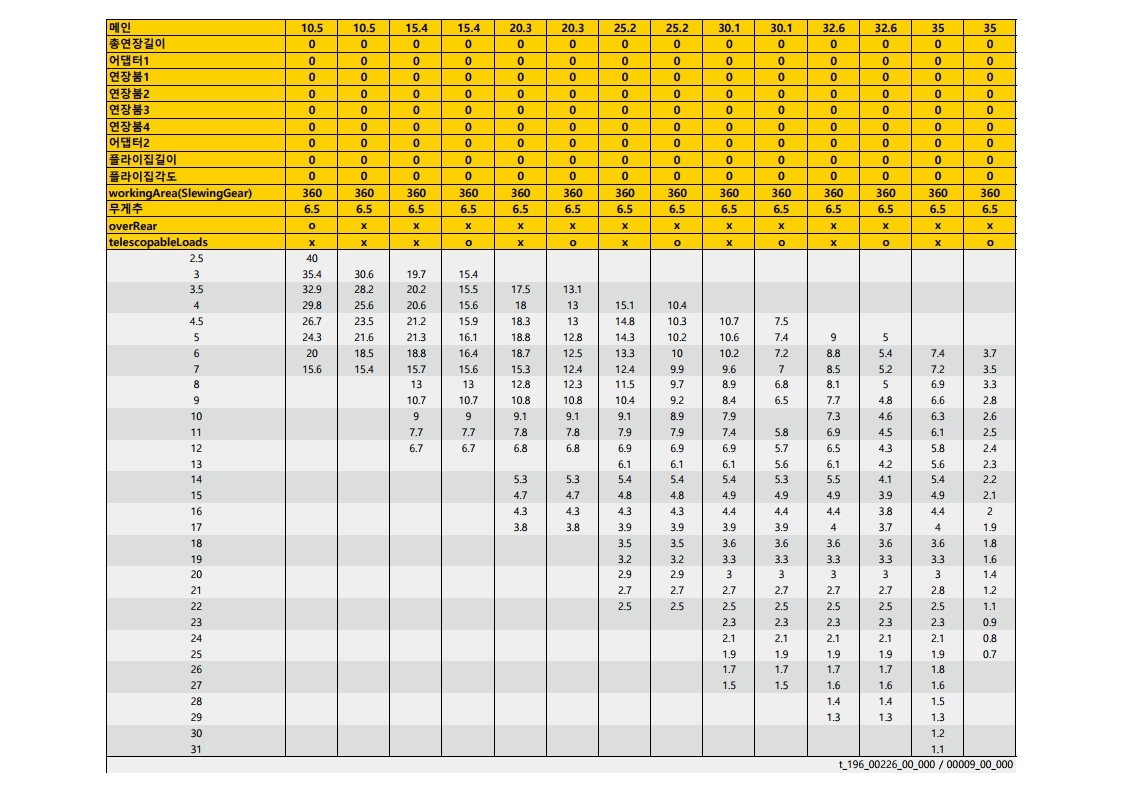 메인 10.5 10.5 15.4 15.4 20.3 20.3 25.2 25.2 30.1 30.1 32.6 32.6 35 35
총연장길이 0 0 0 0 0 0 0 0 0 0 0 0 0 0
어댑터1 0 0 0 0 0 0 0 0 0 0 0 0 0 0
연장붐1 0 0 0 0 0 0 0 0 0 0 0 0 0 0
연장붐2 0 0 0 0 0 0 0 0 0 0 0 0 0 0
연장붐3 0 0 0 0 0 0 0 0 0 0 0 0 0 0
연장붐4 0 0 0 0 0 0 0 0 0 0 0 0 0 0
어댑터2 0 0 0 0 0 0 0 0 0 0 0 0 0 0
플라이집길이 0 0 0 0 0 0 0 0 0 0 0 0 0 0
플라이집각도 0 0 0 0 0 0 0 0 0 0 0 0 0 0
workingArea(SlewingGear) 360 360 360 360 360 360 360 360 360 360 360 360 360 360
무게추 6.5 6.5 6.5 6.5 6.5 6.5 6.5 6.5 6.5 6.5 6.5 6.5 6.5 6.5
overRear o x x x x x x x x x x x x x
telescopableLoads x x x o x o x o x o x o x o
2.5 40
3 35.4 30.6 19.7 15.4
3.5 32.9 28.2 20.2 15.5 17.5 13.1
4 29.8 25.6 20.6 15.6 18 13 15.1 10.4
4.5 26.7 23.5 21.2 15.9 18.3 13 14.8 10.3 10.7 7.5
5 24.3 21.6 21.3 16.1 18.8 12.8 14.3 10.2 10.6 7.4 9 5
6 20 18.5 18.8 16.4 18.7 12.5 13.3 10 10.2 7.2 8.8 5.4 7.4 3.7
7 15.6 15.4 15.7 15.6 15.3 12.4 12.4 9.9 9.6 7 8.5 5.2 7.2 3.5
8 13 13 12.8 12.3 11.5 9.7 8.9 6.8 8.1 5 6.9 3.3
9 10.7 10.7 10.8 10.8 10.4 9.2 8.4 6.5 7.7 4.8 6.6 2.8
10 9 9 9.1 9.1 9.1 8.9 7.9 7.3 4.6 6.3 2.6
11 7.7 7.7 7.8 7.8 7.9 7.9 7.4 5.8 6.9 4.5 6.1 2.5
12 6.7 6.7 6.8 6.8 6.9 6.9 6.9 5.7 6.5 4.3 5.8 2.4
13 6.1 6.1 6.1 5.6 6.1 4.2 5.6 2.3
14 5.3 5.3 5.4 5.4 5.4 5.3 5.5 4.1 5.4 2.2
15 4.7 4.7 4.8 4.8 4.9 4.9 4.9 3.9 4.9 2.1
16 4.3 4.3 4.3 4.3 4.4 4.4 4.4 3.8 4.4 2
17 3.8 3.8 3.9 3.9 3.9 3.9 4 3.7 4 1.9
18 3.5 3.5 3.6 3.6 3.6 3.6 3.6 1.8
19 3.2 3.2 3.3 3.3 3.3 3.3 3.3 1.6
20 2.9 2.9 3 3 3 3 3 1.4
21 2.7 2.7 2.7 2.7 2.7 2.7 2.8 1.2
22 2.5 2.5 2.5 2.5 2.5 2.5 2.5 1.1
23 2.3 2.3 2.3 2.3 2.3 0.9
24 2.1 2.1 2.1 2.1 2.1 0.8
25 1.9 1.9 1.9 1.9 1.9 0.7
26 1.7 1.7 1.7 1.7 1.8
27 1.5 1.5 1.6 1.6 1.6
28 1.4 1.4 1.5
29 1.3 1.3 1.3
30 1.2
31 1.1
t_196_00226_00_000 / 00009_00_000